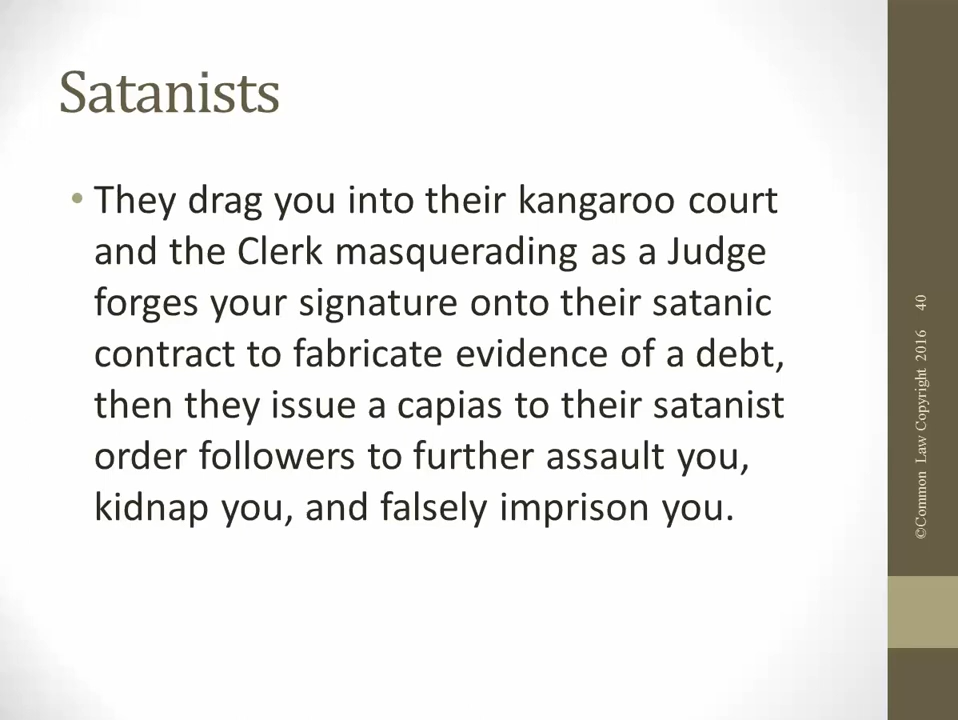 Satanists
• They drag you into their kangaroo court
and the Clerk masquerading as a Judge
forges your signature onto their satanic
contract to fabricate evidence of a debt,
then they issue a capias to their satanist
order followers to further assault you,
kidnap you, and falsely imprison you.
©Common Law Copyright 2016 40